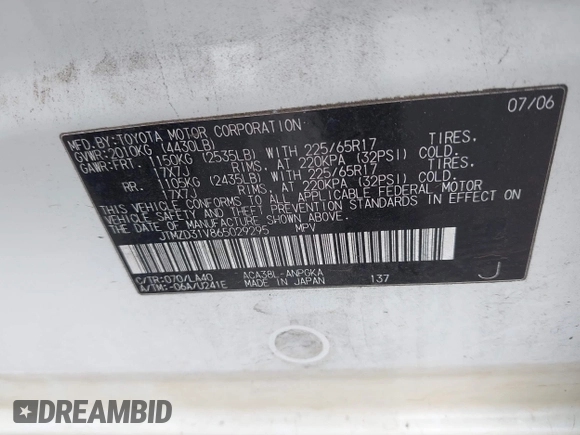 07/06
MFD.BY:TOYOTA MOTOR CORPORATION
GVWR:2010KG (4430LB)
GAWR:FRT. 1150KG (2535LB) WITH 225/65R17 TIRES,
17X7J RIMS, AT 220KPA (32PSI) COLD.
RR. 1105KG (2435LB) WITH 225/65R17 TIRES,
17X7J RIMS, AT 220KPA (32PSI) COLD.
THIS VEHICLE CONFORMS TO ALL APPLICABLE FEDERAL MOTOR
VEHICLE SAFETY AND THEFT PREVENTION STANDARDS IN EFFECT ON THE
DATE OF MANUFACTURE SHOWN ABOVE.
JTMZD31V865029295 MPV
C/TR:070/LA40 ACA38L-ANPGKA J
A/TM:-06A/U241E MADE IN JAPAN 137
DREAMBID